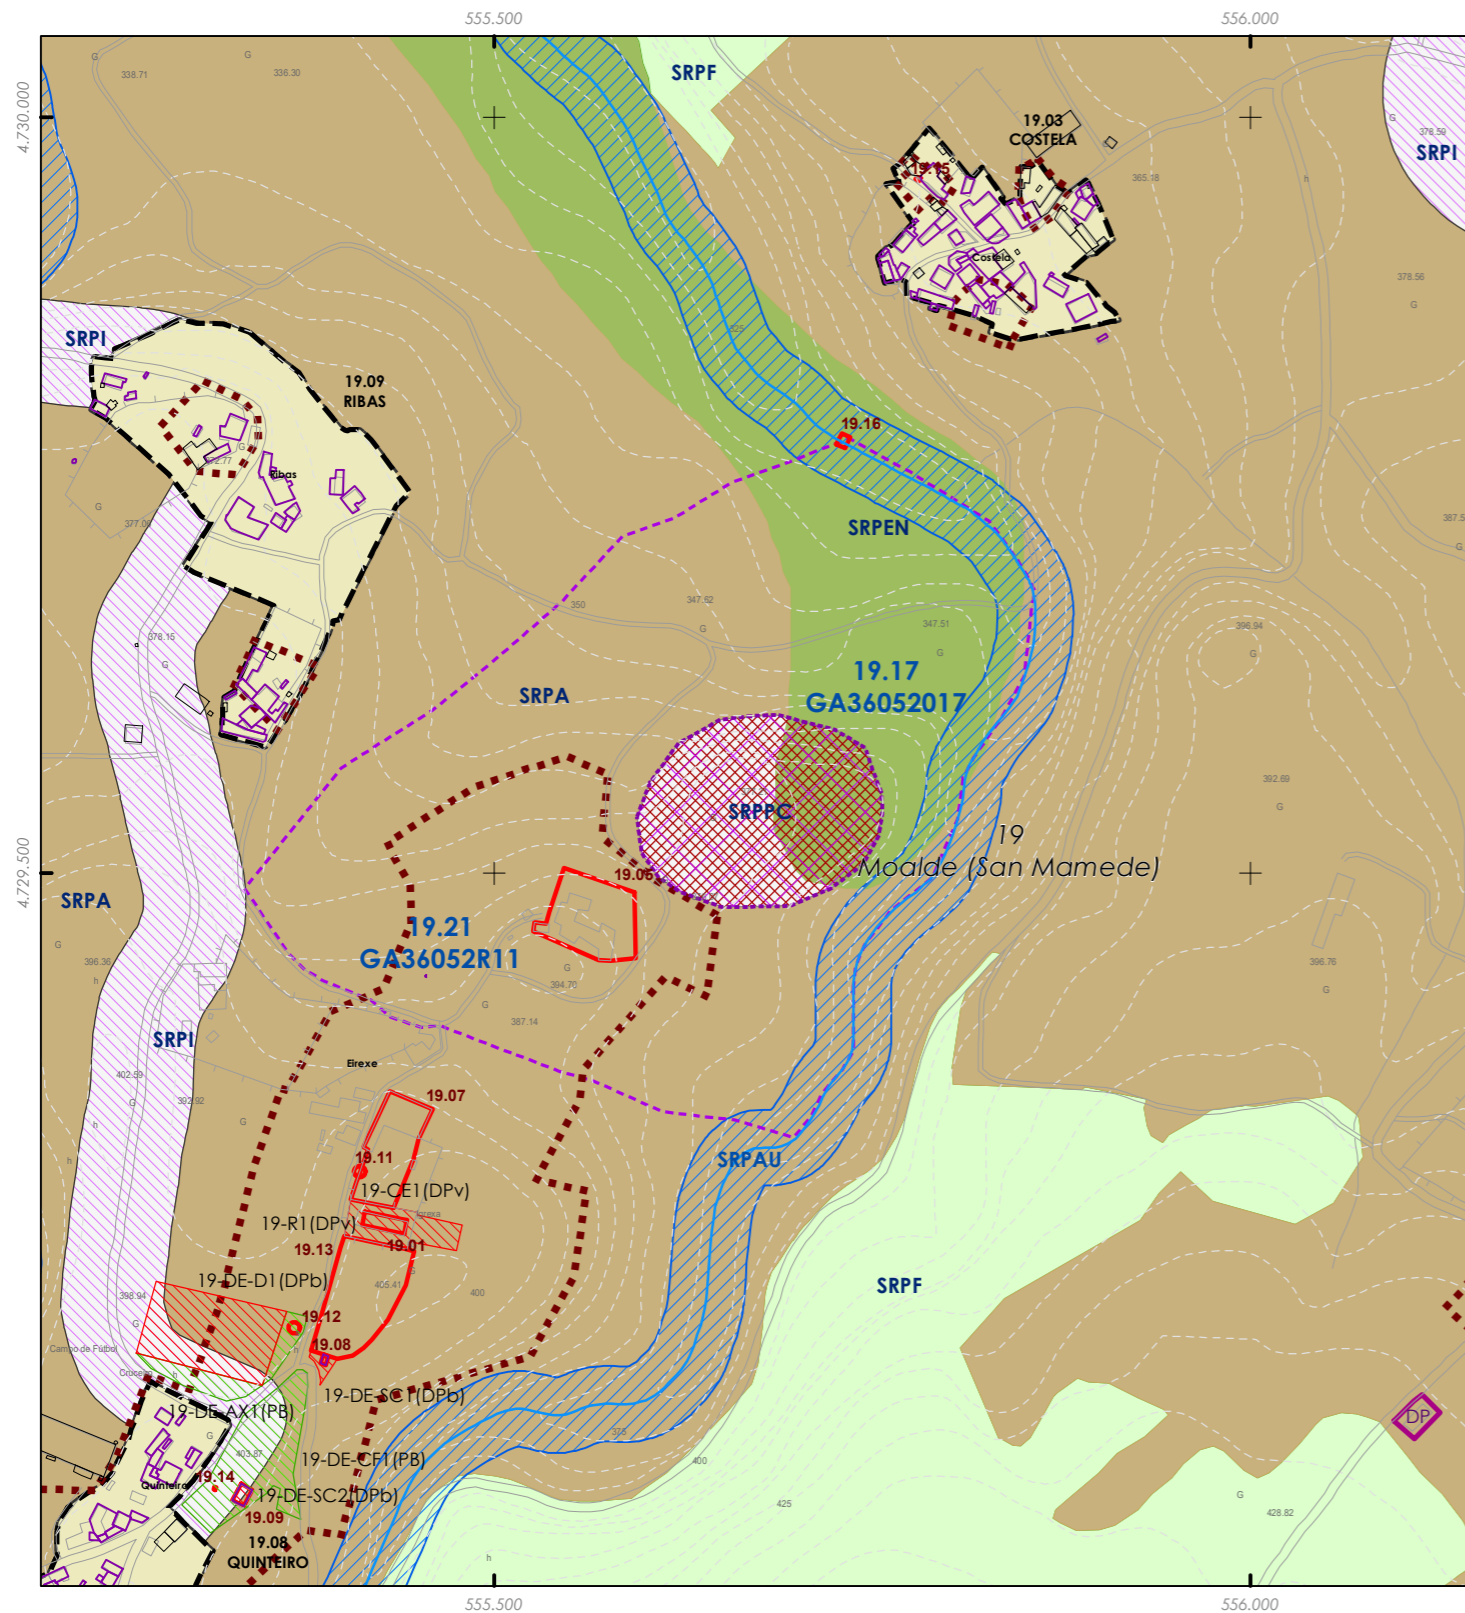 555.500
556.000
4.730.000
4.729.500
338.71
G
336.30
G
SRPF
19.03
COSTELA
G
378.59
SRPI
19.15
365.18
h
Costela
378.56
G
325
SRPI
19.09
RIBAS
G
Ribas
G
377.09
19.16
SRPEN
G
350
347.62
G
347.51
G
396.94
G
378.15
G
SRPA
19.17
GA36052017
392.69
G
SRPPC
19
Moalde (San Mamede)
19.05
SRPA
G
396.36
h
19.21
GA36052R11
G
394.70
G
387.14
396.76
G
SRPI
Eirexe
402.59
G
h
392.92
G
h
19.07
19.11
SRPAU
19-CE1(DPv)
19-R1(DPv)
Igrexa
19.13
19.01
G
405.41
400
19-DE-D1(DPb)
398.94
G
19.12
h
19.08
SRPF
Campo de Fútbol
Cruceiro
h
19-DE-SC1(DPb)
19-DE-AX1(PB)
G
403.87
375
DP
19-DE-CF1(PB)
400
19.14
Quinteiro
19-DE-SC2(DPb)
425
G
428.82
19.09
19.08
QUINTEIRO
h
555.500
556.000